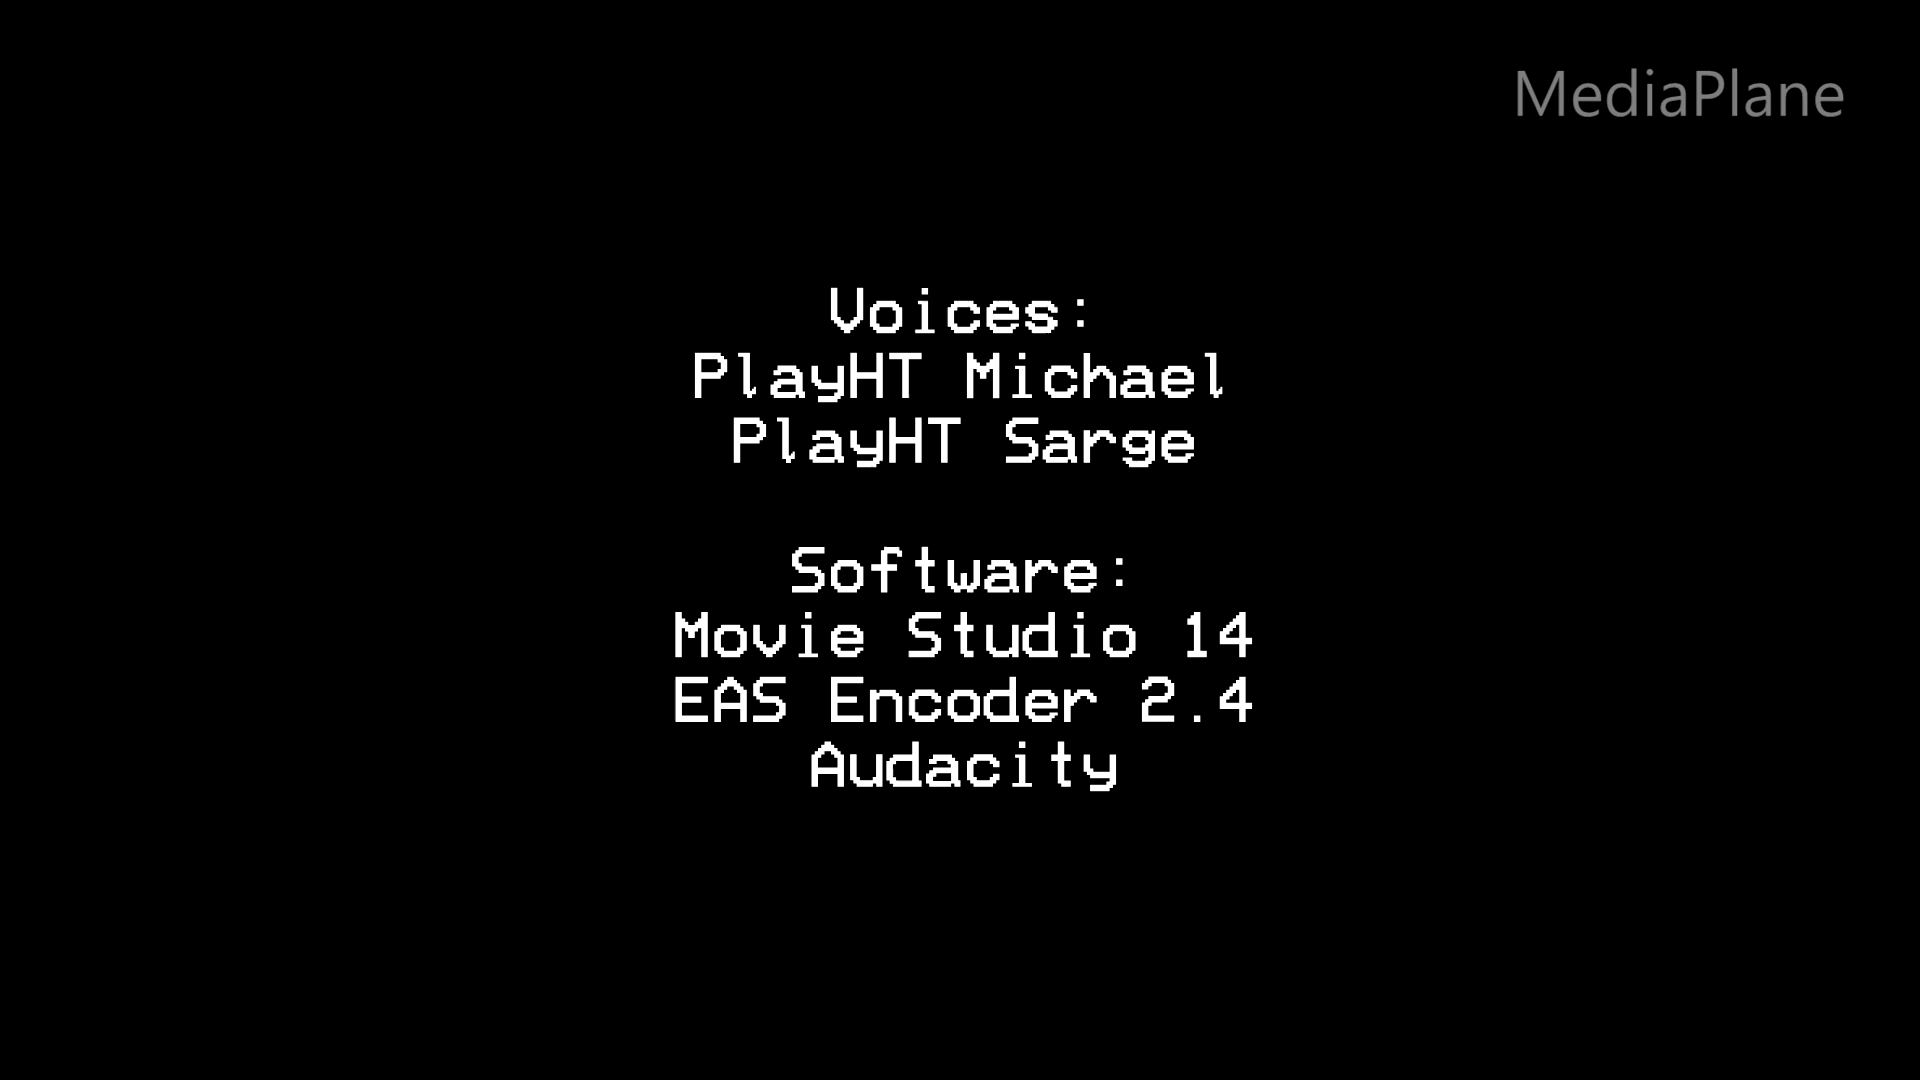 MediaPlane
Voices:
PlayHT Michael
PlayHT Sarge
Software:
Movie Studio 14
EAS Encoder 2.4
Audacity